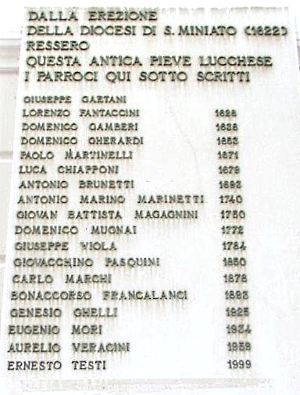 DALLA EREZIONE
DELLA DIOCESI DI S. MINIATO (1622)
RESSERO
QUESTA ANTICA PIEVE LUCCHESE
I PARROCI QUI SOTTO SCRITTI
GIUSEPPE GAETANI
LORENZO FANTACCINI 1628
DOMENICO GAMBERI 1638
DOMENICO GHERARDI 1653
PAOLO MARTINELLI 1671
LUCA CHIAPPONI 1679
ANTONIO BRUNETTI 1693
ANTONIO MARINO MARINETTI 1740
GIOVAN BATTISTA MAGAGNINI 1750
DOMENICO MUGNAI 1772
GIUSEPPE VIOLA 1784
GIOVACCHINO PASQUINI 1850
CARLO MARCHI 1878
BONACCORSO FRANCALANCI 1893
GENESIO GHELLI 1925
EUGENIO MORI 1934
AURELIO VERACINI 1959
ERNESTO TESTI 1999